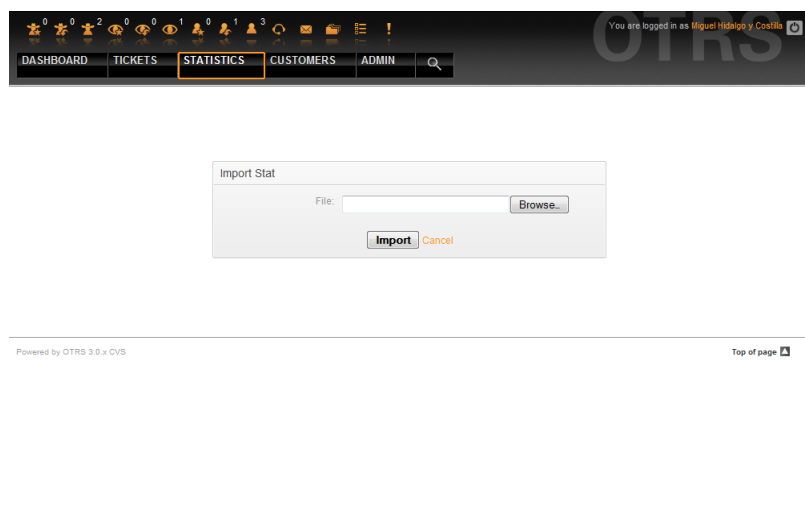 0 0 2 0 0 1 0 1 3
You are logged in as Miguel Hidalgo y Costilla
OTRS
DASHBOARD TICKETS STATISTICS CUSTOMERS ADMIN
Import Stat
File: Browse..
Import Cancel
Powered by OTRS 3.0.x CVS Top of page